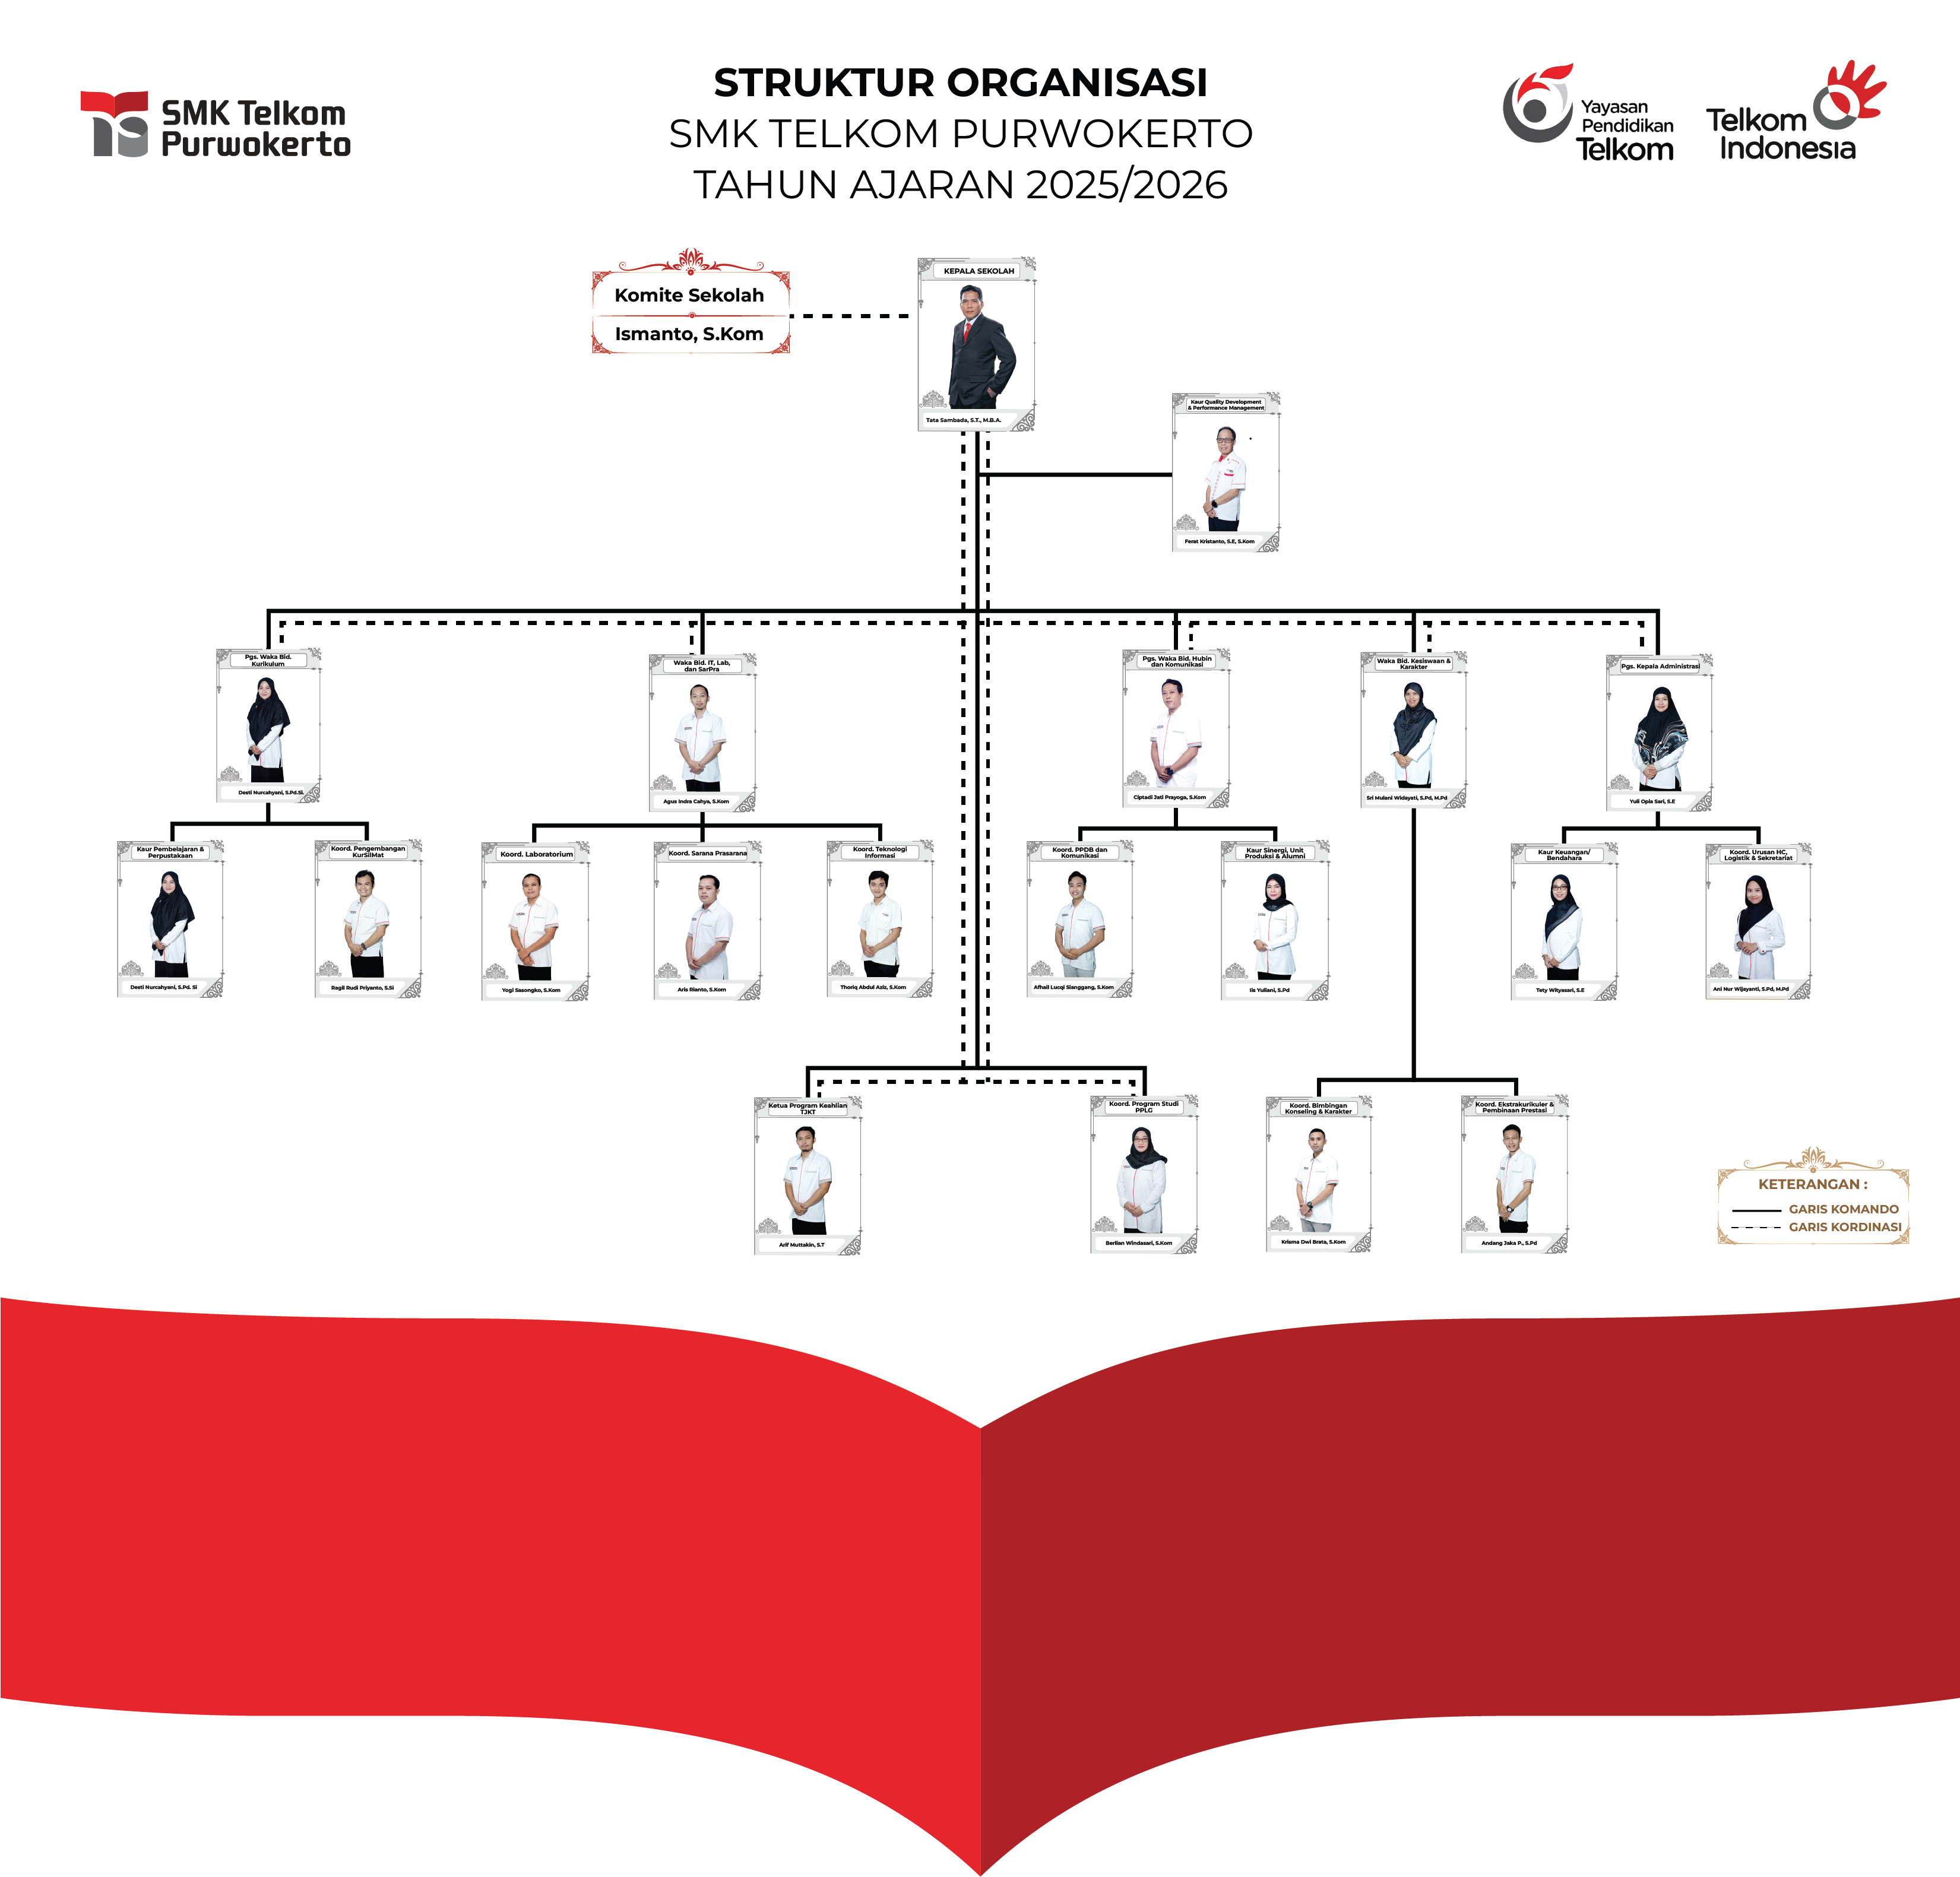 SMK Telkom
Purwokerto
STRUKTUR ORGANISASI
SMK TELKOM PURWOKERTO
TAHUN AJARAN 2025/2026
Yayasan
Pendidikan
Telkom
Telkom
Indonesia
Komite Sekolah
Ismanto, S.Kom
KEPALA SEKOLAH
Tata Sambada, S.T., M.B.A.
Kaur Quality Development
& Performance Management
Ferat Kristanto, S.E, S.Kom
Pgs. Waka Bid.
Kurikulum
Desti Nurcahyani, S.Pd.Si.
Waka Bid. IT, Lab,
dan SarPra
Agus Indra Cahya, S.Kom
Pgs. Waka Bid. Hubin
dan Komunikasi
Ciptadi Jati Prayoga, S.Kom
Waka Bid. Kesiswaan &
Karakter
Sri Mulani Widayati, S.Pd, M.Pd
Pgs. Kepala Administrasi
Yuli Opia Sari, S.E
Kaur Pembelajaran &
Perpustakaan
Desti Nurcahyani, S.Pd. Si
Koord. Pengembangan
KurSilMat
Ragil Rudi Priyanto, S.Si
Koord. Laboratorium
Yogi Sasongko, S.Kom
Koord. Sarana Prasarana
Aris Rianto, S.Kom
Koord. Teknologi
Informasi
Thoriq Abdul Aziz, S.Kom
Koord. PPDB dan
Komunikasi
Afhail Lucqi Sianggang, S.Kom
Kaur Sinergi, Unit
Produksi & Alumni
Iis Yuliani, S.Pd
Kaur Keuangan/
Bendahara
Tety Wityasari, S.E
Koord. Urusan HC,
Logistik & Sekretariat
Ani Nur Wijayanti, S.Pd, M.Pd
Ketua Program Keahlian
TJKT
Arif Muttakin, S.T
Koord. Program Studi
PPLG
Berlian Windasari, S.Kom
Koord. Bimbingan
Konseling & Karakter
Krisma Dwi Brata, S.Kom
Koord. Ekstrakurikuler &
Pembinaan Prestasi
Andang Jaka P., S.Pd
KETERANGAN :
GARIS KOMANDO
GARIS KORDINASI